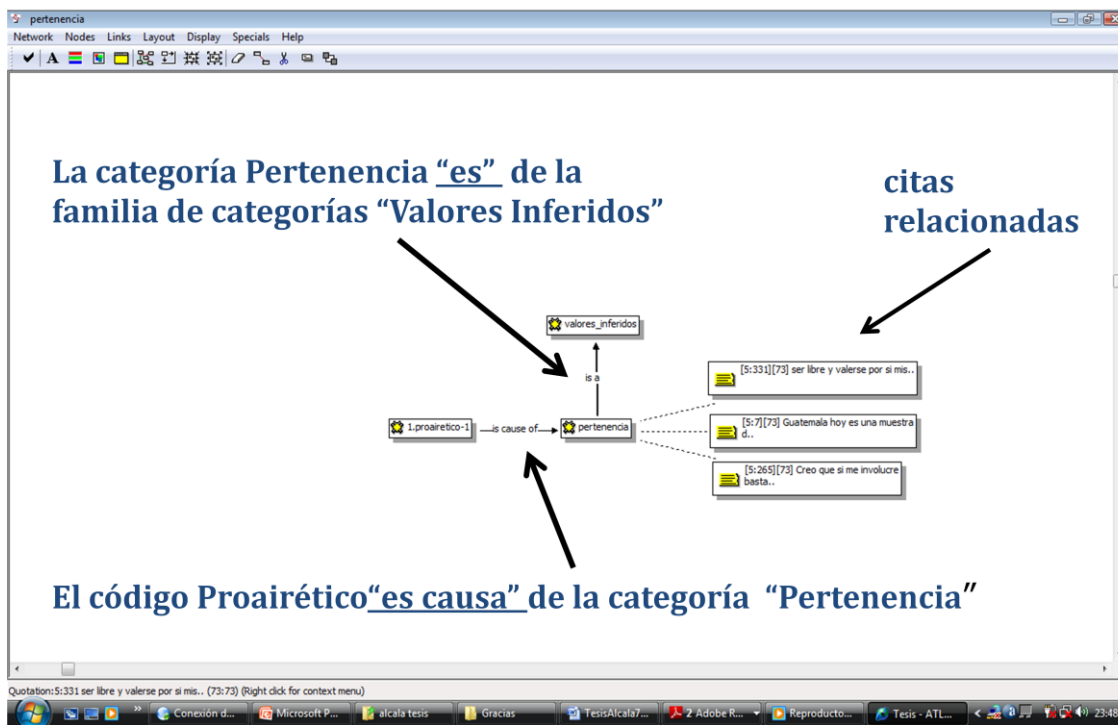 pertenencia
Network Nodes Links Layout Display Specials Help
La categoría Pertenencia “es” de la
familia de categorías “Valores Inferidos”
citas
relacionadas
valores_inferidos
is a
1.proairetico-1
is cause of
pertenencia
[5:331][73] ser libre y valerse por si mis..
[5:7][73] Guatemala hoy es una muestra
d..
[5:265][73] Creo que si me involucre
basta..
El código Proairético“es causa” de la categoría “Pertenencia”
Quotation:5:331 ser libre y valerse por si mis.. (73:73) (Right click for context menu)
Conexión d... Microsoft P... alcala tesis Gracias TesisAlcala7... 2 Adobe R... Reproducto... Tesis - ATL...